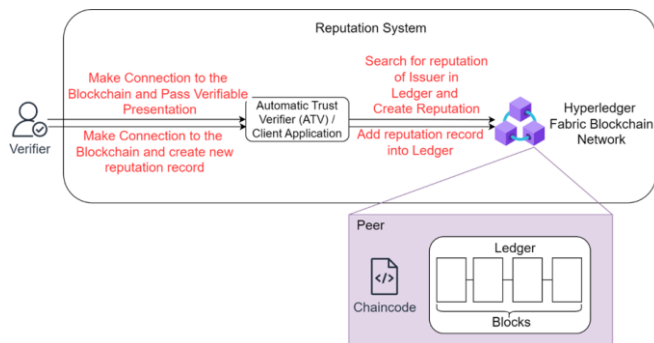 Reputation System
Make Connection to the
Blockchain and Pass Verifiable
Presentation
Search for reputation
of Issuer in
Ledger and
Create Reputation
Automatic Trust
Verifier (ATV) /
Client Application
Hyperledger
Fabric Blockchain
Network
Verifier
Make Connection to the
Blockchain and create new
reputation record
Add reputation record
into Ledger
Peer
Ledger
Chaincode
Blocks